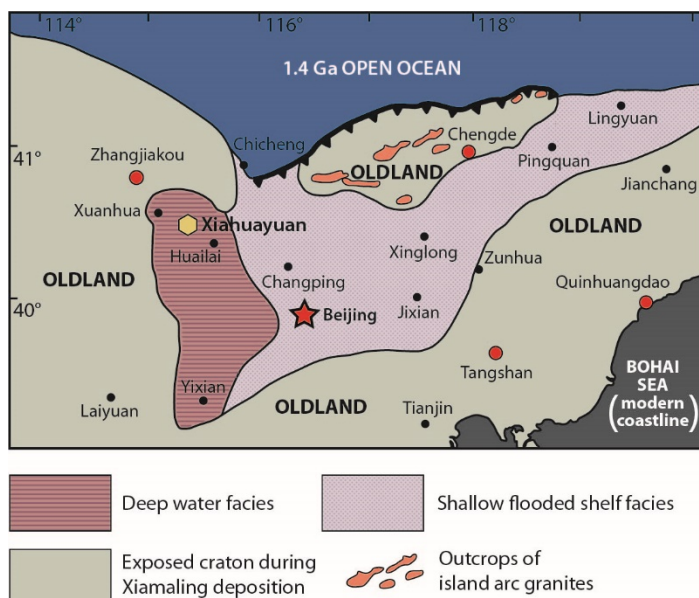 114°
116°
118°
1.4 Ga OPEN OCEAN
Lingyuan
41°
Chicheng
Chengde
Zhangjiakou
OLDLAND
Pingquan
Jianchang
Xuanhua
Xiahuayuan
OLDLAND
Huailai
Xinglong
Zunhua
Changping
Quinhuangdao
OLDLAND
40°
Beijing
Jixian
Tangshan
BOHAI
SEA
(modern
coastline)
Yixian
Laiyuan
OLDLAND
Tianjin
Deep water facies
Shallow flooded shelf facies
Exposed craton during
Xiamaling deposition
Outcrops of
island arc granites